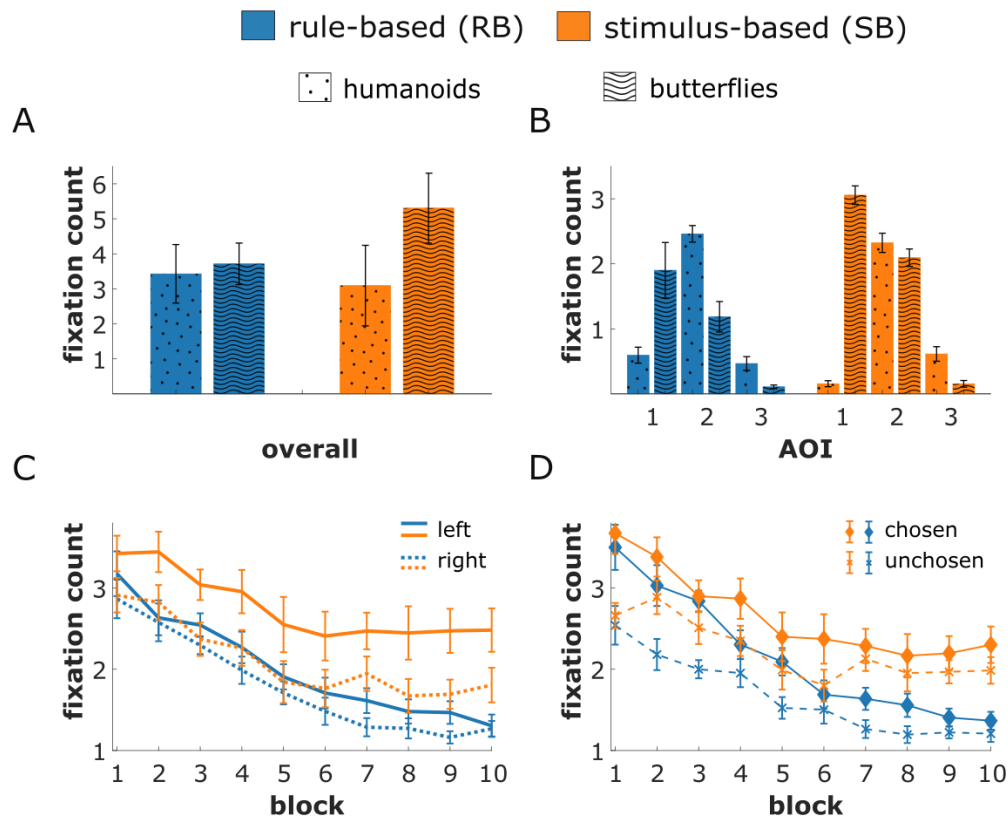 rule-based (RB) stimulus-based (SB)
humanoids butterflies
A
fixation count
6
5
4
3
2
1
overall
B
fixation count
3
2
1
1 2 3 1 2 3
AOI
C
fixation count
3
2
1
left
right
1 2 3 4 5 6 7 8 9 10
block
D
fixation count
3
2
1
chosen
unchosen
1 2 3 4 5 6 7 8 9 10
block